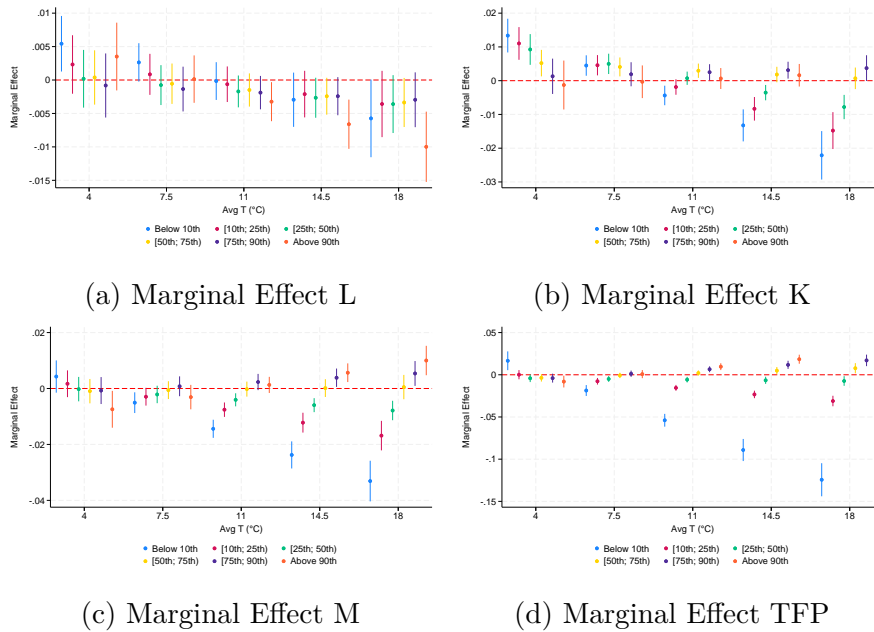 .01
.005
0
-.005
-.01
-.015
Marginal Effect
4
7.5
11
14.5
18
Avg T (°C)
Below 10th
[10th; 25th)
[25th; 50th)
[50th; 75th)
[75th; 90th)
Above 90th
(a) Marginal Effect L
.02
.01
0
-.01
-.02
-.03
Marginal Effect
4
7.5
11
14.5
18
Avg T (°C)
Below 10th
[10th; 25th)
[25th; 50th)
[50th; 75th)
[75th; 90th)
Above 90th
(b) Marginal Effect K
.02
0
-.02
-.04
Marginal Effect
4
7.5
11
14.5
18
Avg T (°C)
Below 10th
[10th; 25th)
[25th; 50th)
[50th; 75th)
[75th; 90th)
Above 90th
(c) Marginal Effect M
.05
0
-.05
-.1
-.15
Marginal Effect
4
7.5
11
14.5
18
Avg T (°C)
Below 10th
[10th; 25th)
[25th; 50th)
[50th; 75th)
[75th; 90th)
Above 90th
(d) Marginal Effect TFP